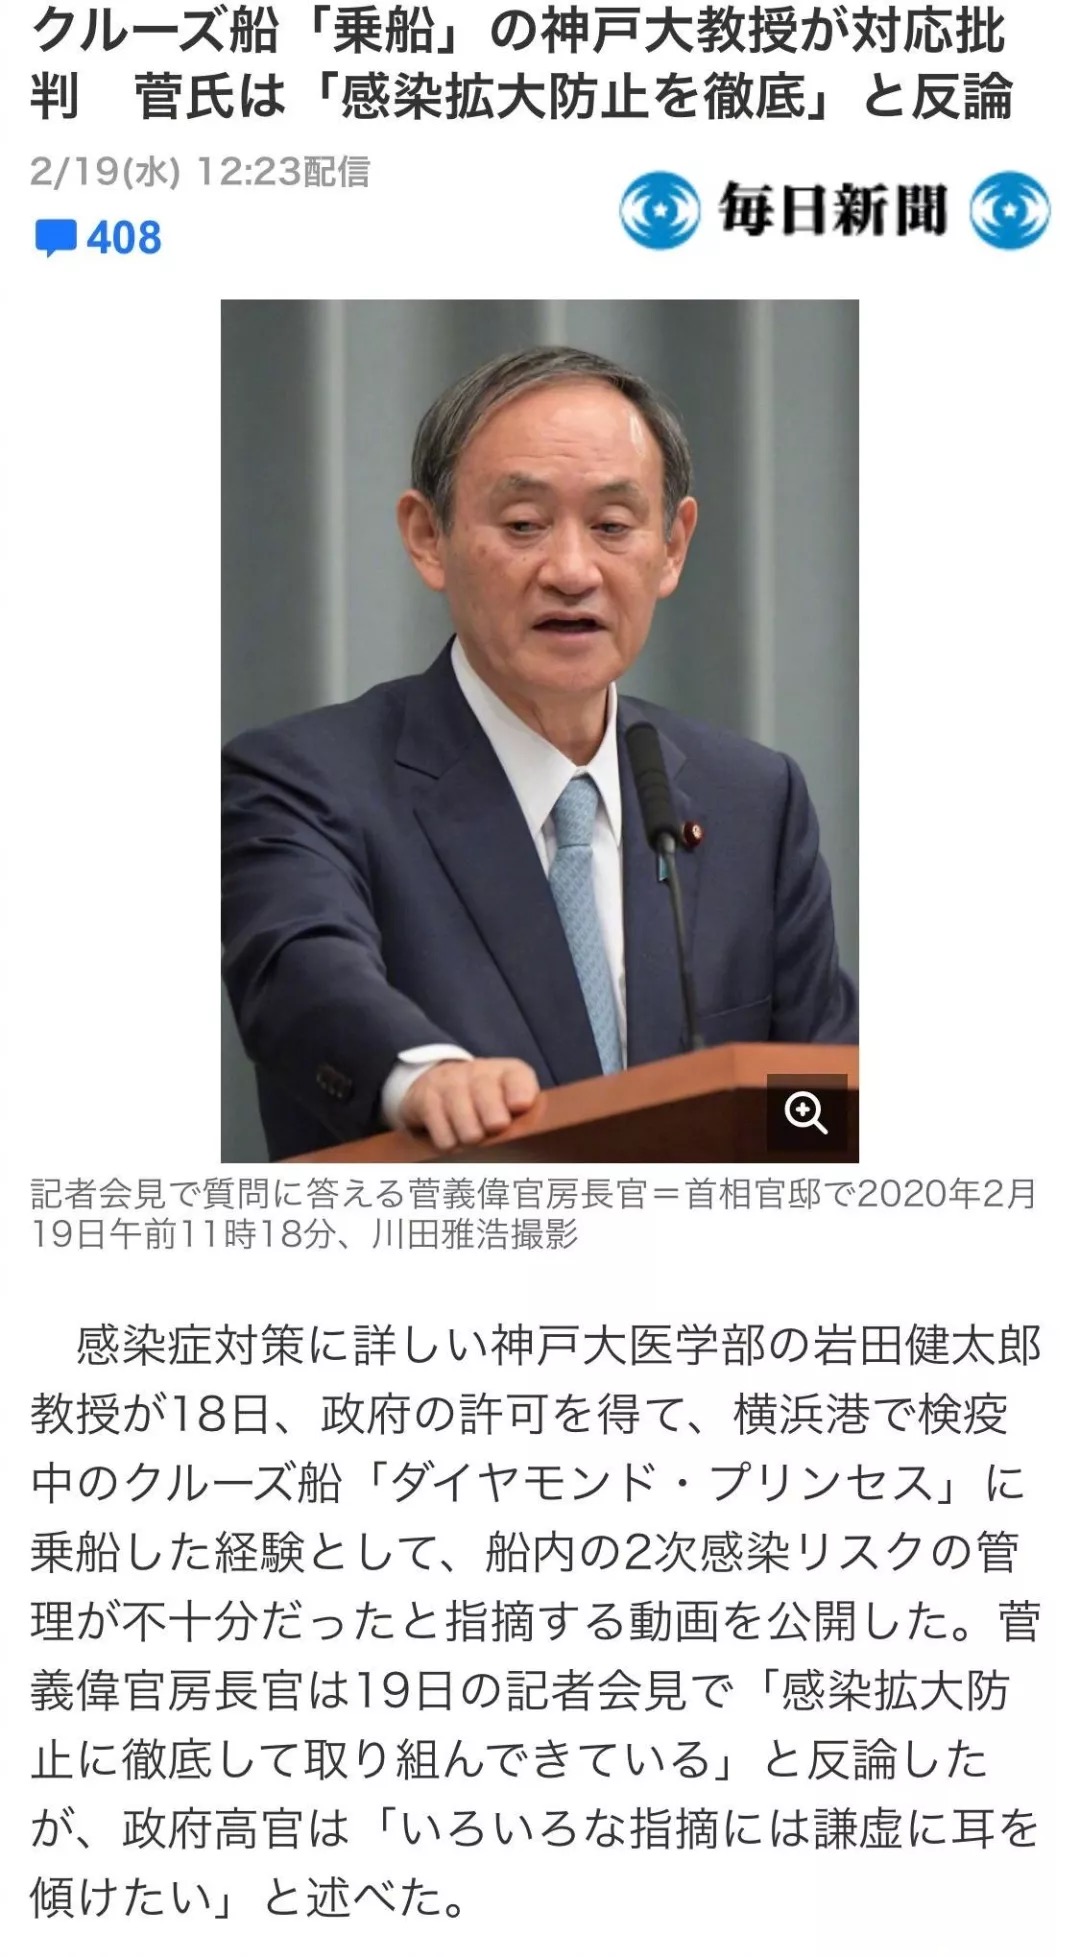 クルーズ船「乗船」の神戸大教授が対応批
判　菅氏は「感染拡大防止を徹底」と反論
2/19(水) 12:23配信
408
毎日新聞
記者会見で質問に答える菅義偉官房長官＝首相官邸で2020年2月
19日午前11時18分、川田雅浩撮影
感染症対策に詳しい神戸大医学部の岩田健太郎
教授が18日、政府の許可を得て、横浜港で検疫
中のクルーズ船「ダイヤモンド・プリンセス」に
乗船した経験として、船内の2次感染リスクの管
理が不十分だったと指摘する動画を公開した。菅
義偉官房長官は19日の記者会見で「感染拡大防
止に徹底して取り組んできている」と反論した
が、政府高官は「いろいろな指摘には謙虚に耳を
傾けたい」と述べた。